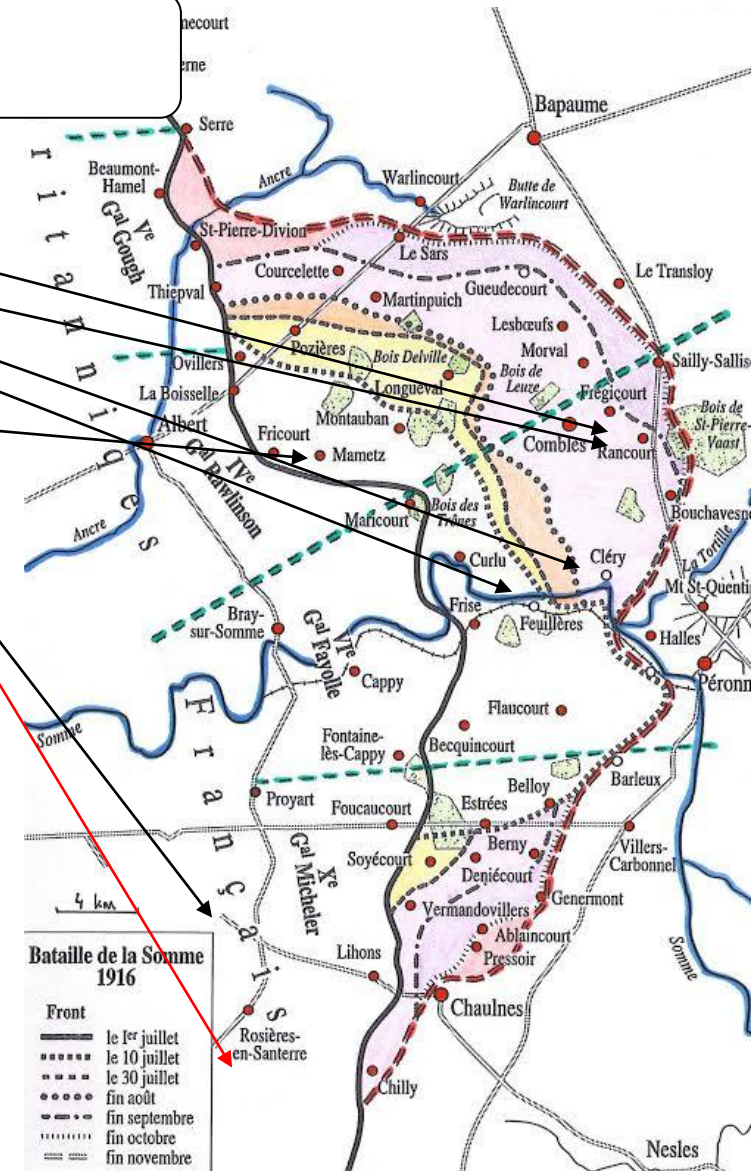 necourt
erne
Serre
Bapaume
Beaumont-
Hamel
Ancre
Warlincourt
Butte de
Warlincourt
Vᵉ
Gᵃˡ Gough
St-Pierre-Divion
Le Sars
Courcelette
Gueudecourt
Le Transloy
Thiepval
Martinpuich
Lesbœufs
Pozières
Morval
Ovillers
Bois Delville
Bois de
Leuze
Sailly-Sallise
La Boisselle
Longueval
Frégicourt
Bois de
St-Pierre-
Vaast
Albert
Montauban
Combles
Rancourt
Fricourt
Mametz
IVᵉ
Gᵃˡ Rawlinson
Maricourt
Bois des
Trônes
Bouchavesne
Ancre
Curlu
Cléry
La Tortille
Mt St-Quentin
Bray-
sur-Somme
Frise
Feuillères
Halles
VIᵉ
Gᵃˡ Fayolle
Cappy
Péronn
Flaucourt
Somme
Fontaine-
lès-Cappy
Becquincourt
Barleux
Proyart
Belloy
Foucaucourt
Estrées
Villers-
Carbonnel
Soyécourt
Berny
Deniécourt
Xᵉ
Gᵃˡ Micheler
Vermandovillers
Genermont
4 km
Ablaincourt
Pressoir
Somme
Lihons
Chaulnes
Rosières-
en-Santerre
Chilly
Nesles
ritanniques
Français
Bataille de la Somme
1916
Front
le Iᵉʳ juillet
le 10 juillet
le 30 juillet
fin août
fin septembre
fin octobre
fin novembre